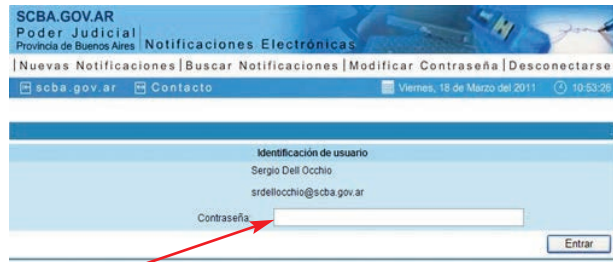 SCBA.GOV.AR
Poder Judicial
Provincia de Buenos Aires Notificaciones Electrónicas
|Nuevas Notificaciones|Buscar Notificaciones|Modificar Contraseña|Desconectarse
scba.gov.ar Contacto Viernes, 18 de Marzo del 2011 10:53:26
Identificación de usuario
Sergio Dell Occhio
srdellocchio@scba.gov.ar
Contraseña:
Entrar